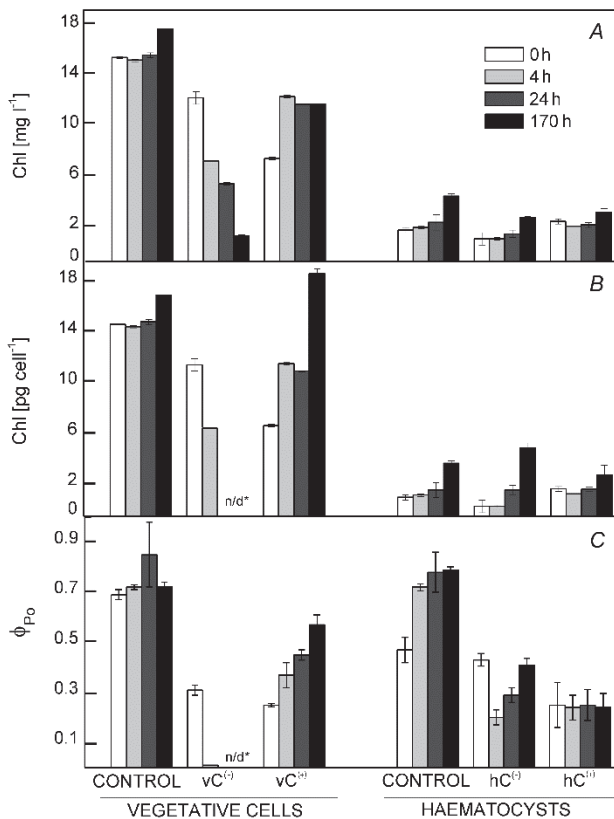 A
Chl [mg l⁻¹]
18
14
10
6
2
0
0 h
4 h
24 h
170 h
B
Chl [pg cell⁻¹]
18
14
10
6
2
0
n/d*
C
ϕPo
0.9
0.7
0.5
0.3
0.1
n/d*
CONTROL vC(-) vC(+) CONTROL hC(-) hC(+)
VEGETATIVE CELLS HAEMATOCYSTS